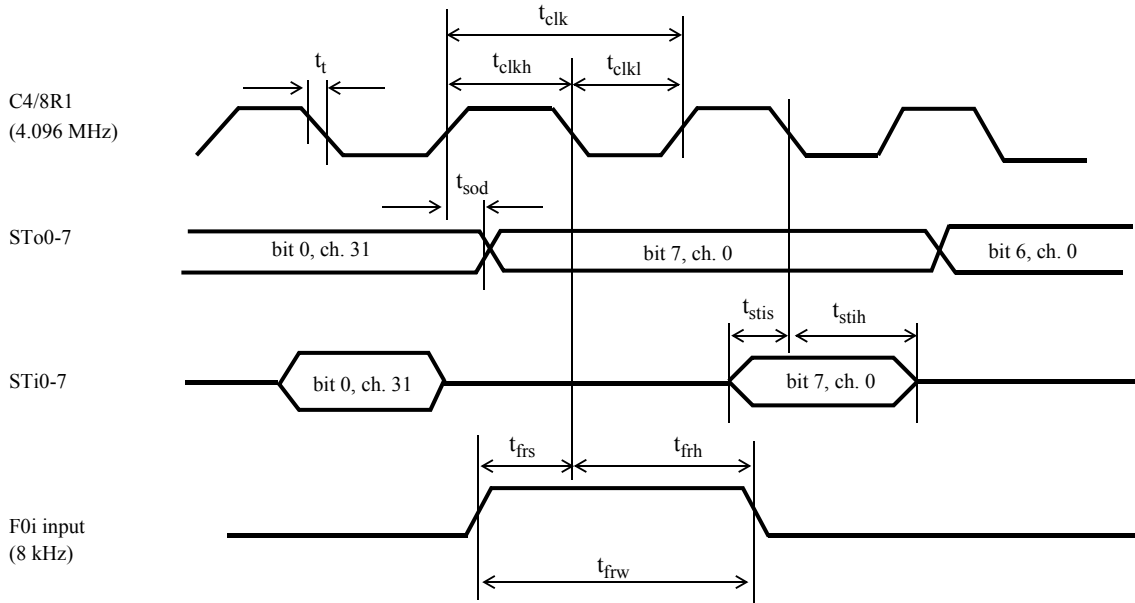 t_clk
t_clkh t_clkl
t_t
C4/8R1
(4.096 MHz)
t_sod
STo0-7
bit 0, ch. 31 bit 7, ch. 0 bit 6, ch. 0
t_stis t_stih
STi0-7
bit 0, ch. 31 bit 7, ch. 0
t_frs t_frh
F0i input
(8 kHz)
t_frw